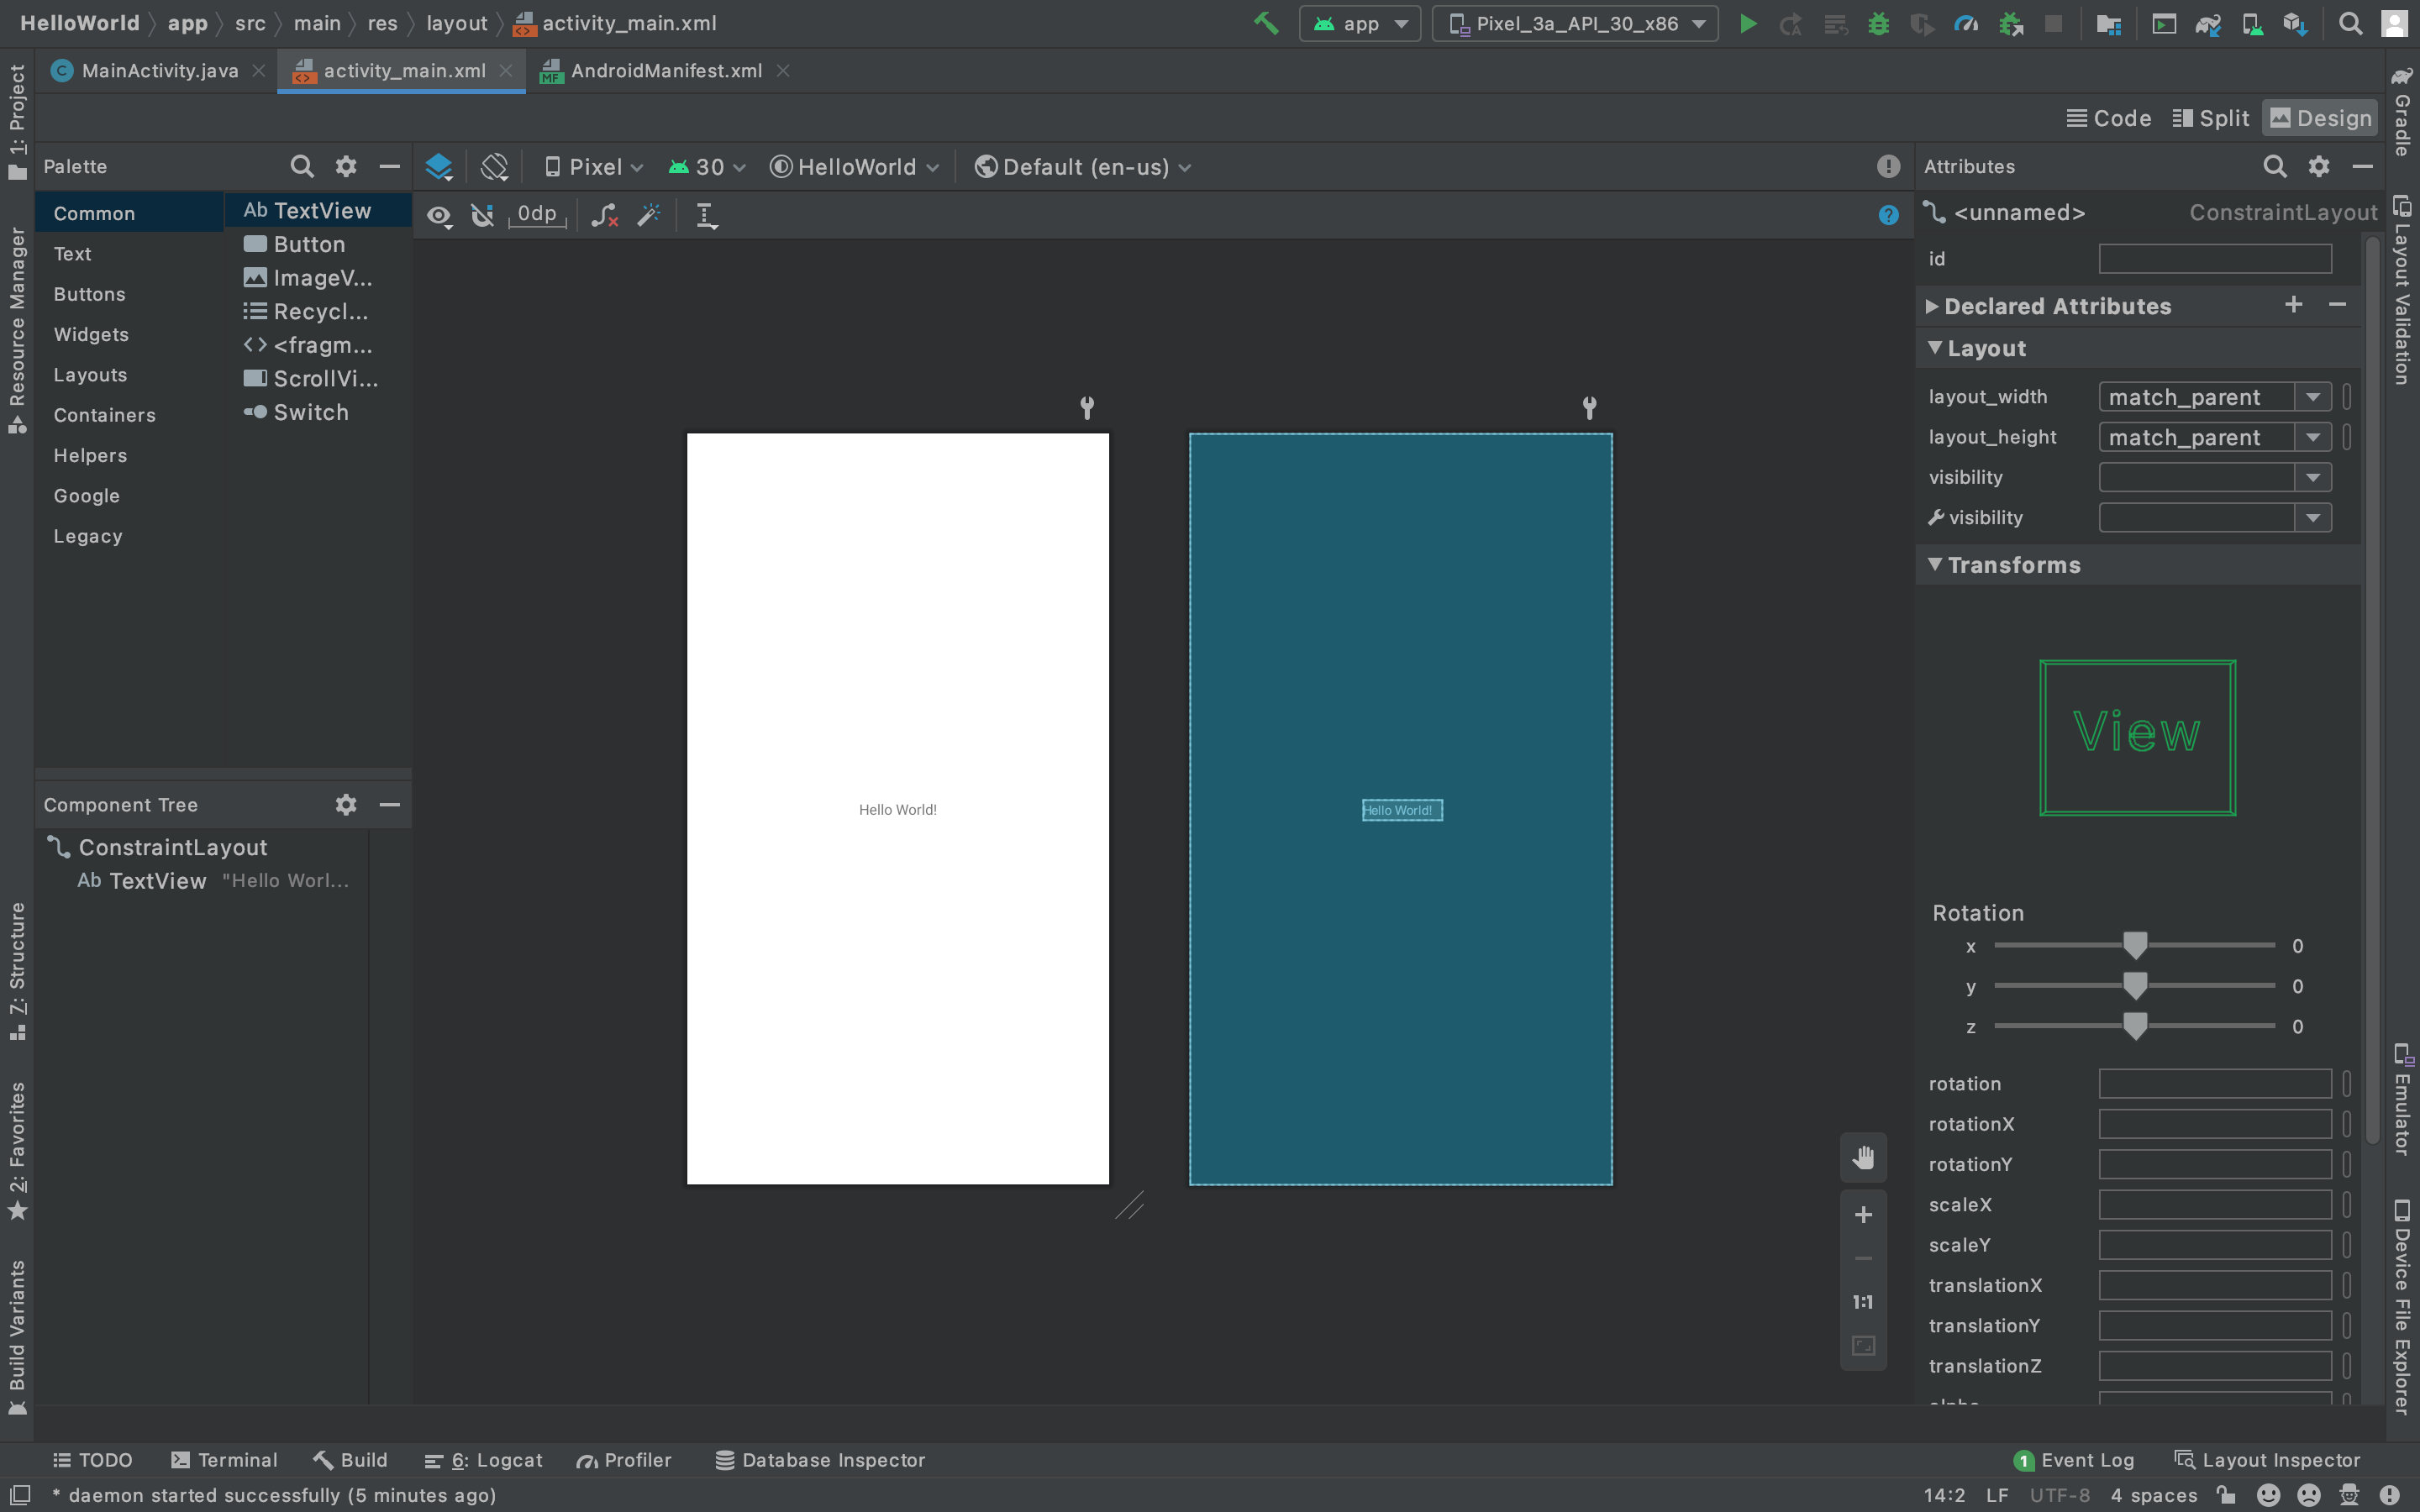 HelloWorld app src main res layout activity_main.xml app Pixel_3a_API_30_x86
MainActivity.java activity_main.xml AndroidManifest.xml
Code Split Design
1: Project
Resource Manager
7: Structure
2: Favorites
Build Variants
Palette
Common
Text
Buttons
Widgets
Layouts
Containers
Helpers
Google
Legacy
Ab TextView
Button
ImageV...
Recycl...
<fragm...
ScrollVi...
Switch
Component Tree
ConstraintLayout
Ab TextView "Hello Worl...
Pixel 30 HelloWorld Default (en-us)
0dp
Hello World!
Hello World!
1:1
Attributes
<unnamed> ConstraintLayout
id
Declared Attributes
Layout
layout_width match_parent
layout_height match_parent
visibility
visibility
Transforms
View
Rotation
x 0
y 0
z 0
rotation
rotationX
rotationY
scaleX
scaleY
translationX
translationY
translationZ
Gradle
Layout Validation
Emulator
Device File Explorer
TODO Terminal Build 6: Logcat Profiler Database Inspector 1 Event Log Layout Inspector
* daemon started successfully (5 minutes ago) 14:2 LF UTF-8 4 spaces